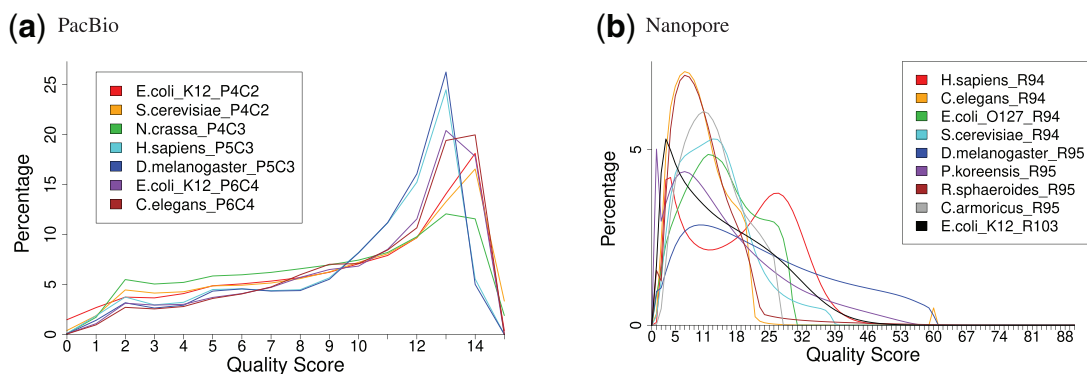 (a) PacBio
Percentage
25
20
15
10
5
0
E.coli_K12_P4C2
S.cerevisiae_P4C2
N.crassa_P4C3
H.sapiens_P5C3
D.melanogaster_P5C3
E.coli_K12_P6C4
C.elegans_P6C4
0 1 2 3 4 5 6 7 8 9 10 12 14
Quality Score
(b) Nanopore
Percentage
5
0
H.sapiens_R94
C.elegans_R94
E.coli_O127_R94
S.cerevisiae_R94
D.melanogaster_R95
P.koreensis_R95
R.sphaeroides_R95
C.armoricus_R95
E.coli_K12_R103
0 5 11 18 25 32 39 46 53 60 67 74 81 88
Quality Score